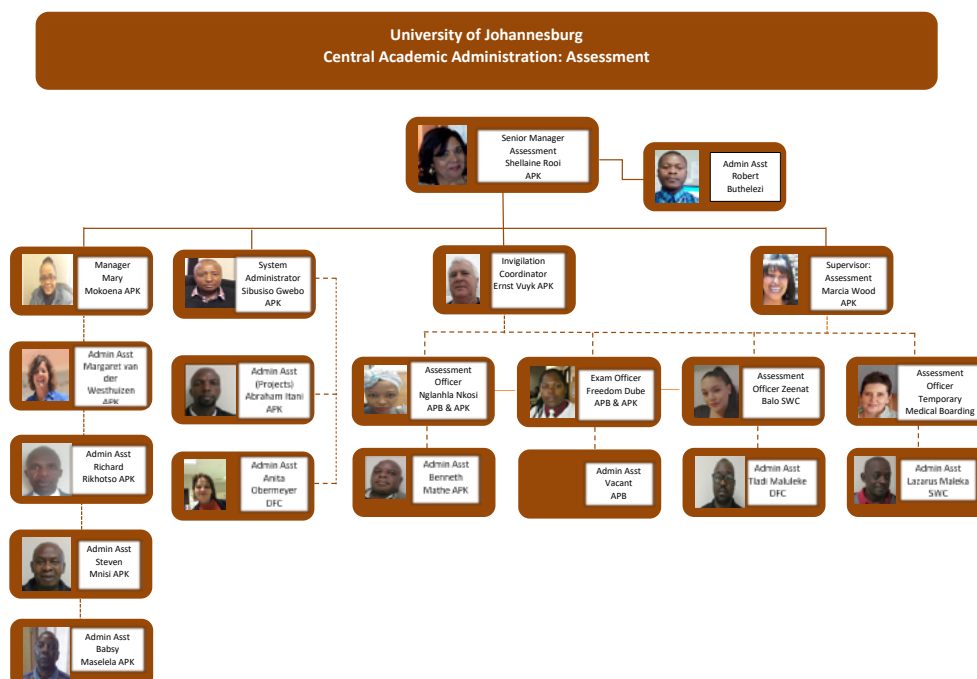 University of Johannesburg
Central Academic Administration: Assessment
Senior Manager
Assessment
Shellaine Rooi
APK
Admin Asst
Robert
Buthelezi
Manager
Mary
Mokoena APK
System
Administrator
Sibusiso Gwebo
APK
Invigilation
Coordinator
Ernst Vuyk APK
Supervisor:
Assessment
Marcia Wood
APK
Admin Asst
Margaret van
der
Westhuizen
APK
Admin Asst
(Projects)
Abraham Itani
APK
Assessment
Officer
Nglanhla Nkosi
APB & APK
Exam Officer
Freedom Dube
APB & APK
Assessment
Officer Zeenat
Balo SWC
Assessment
Officer
Temporary
Medical Boarding
Admin Asst
Richard
Rikhotso APK
Admin Asst
Anita
Obermeyer
DFC
Admin Asst
Benneth
Mathe APK
Admin Asst
Vacant
APB
Admin Asst
Tladi Maluleke
DFC
Admin Asst
Lazarus Maleka
SWC
Admin Asst
Steven
Mnisi APK
Admin Asst
Babsy
Maselela APK